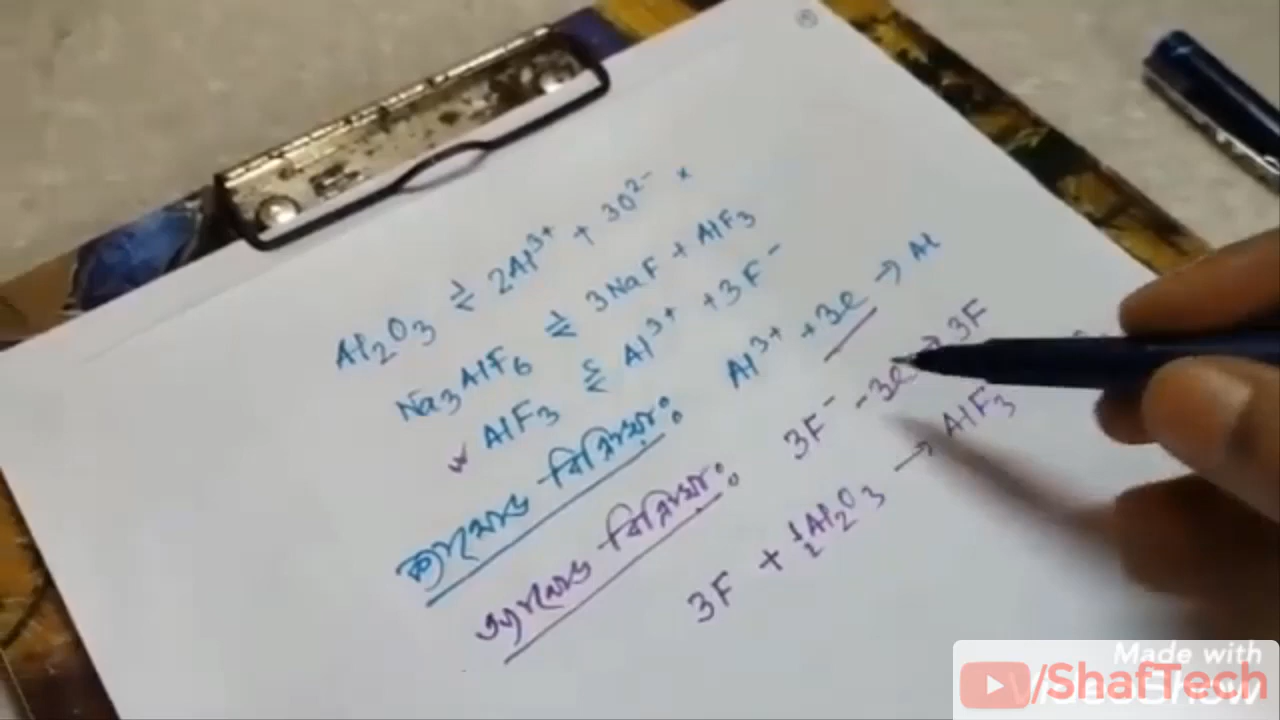 Al₂O₃ ⇌ 2Al³⁺ + 3O²⁻ ×
Na₃AlF₆ ⇌ 3NaF + AlF₃
AlF₃ ⇌ Al³⁺ + 3F⁻
ক্যাথোড বিক্রিয়া: Al³⁺ + 3e → Al
অ্যানোড বিক্রিয়া: 3F⁻ - 3e → 3F
3F + ½Al₂O₃ → AlF₃
Made with
VideoShow
/ShafTech